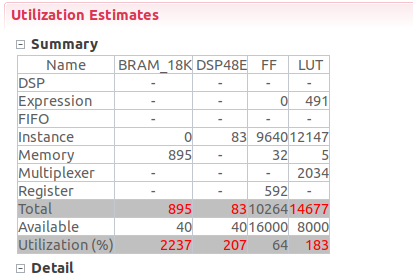 Utilization Estimates
Summary
Name BRAM_18K DSP48E FF LUT
DSP - - - -
Expression - - 0 491
FIFO - - - -
Instance 0 83 9640 12147
Memory 895 - 32 5
Multiplexer - - - 2034
Register - - 592 -
Total 895 83 10264 14677
Available 40 40 16000 8000
Utilization (%) 2237 207 64 183
Detail